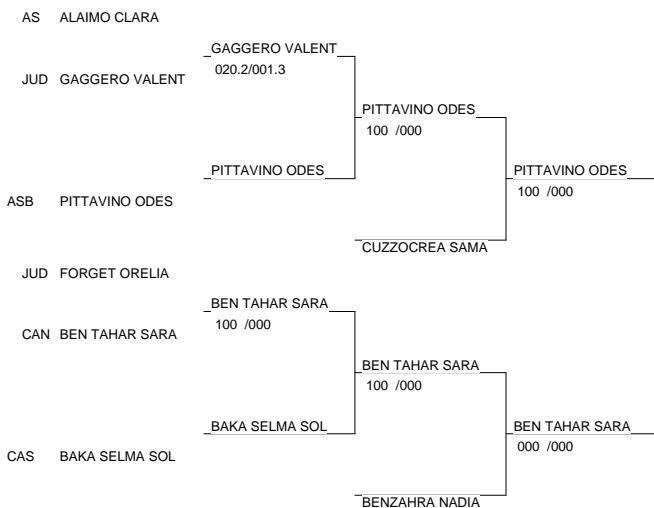 AS ALAIMO CLARA
GAGGERO VALENT
020.2/001.3
JUD GAGGERO VALENT
PITTAVINO ODES
100 /000
PITTAVINO ODES
PITTAVINO ODES
100 /000
ASB PITTAVINO ODES
CUZZOCREA SAMA
JUD FORGET ORELIA
BEN TAHAR SARA
100 /000
CAN BEN TAHAR SARA
BEN TAHAR SARA
100 /000
BAKA SELMA SOL
BEN TAHAR SARA
000 /000
CAS BAKA SELMA SOL
BENZAHRA NADIA